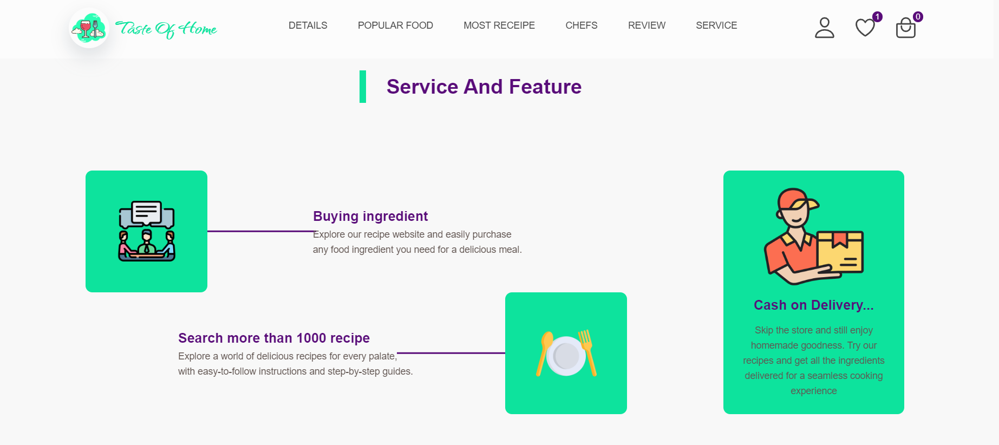 Taste Of Home
DETAILS
POPULAR FOOD
MOST RECEIPE
CHEFS
REVIEW
SERVICE
1
0
Service And Feature
Buying ingredient
Explore our recipe website and easily purchase
any food ingredient you need for a delicious meal.
Search more than 1000 recipe
Explore a world of delicious recipes for every palate,
with easy-to-follow instructions and step-by-step guides.
Cash on Delivery...
Skip the store and still enjoy
homemade goodness. Try our
recipes and get all the ingredients
delivered for a seamless cooking
experience